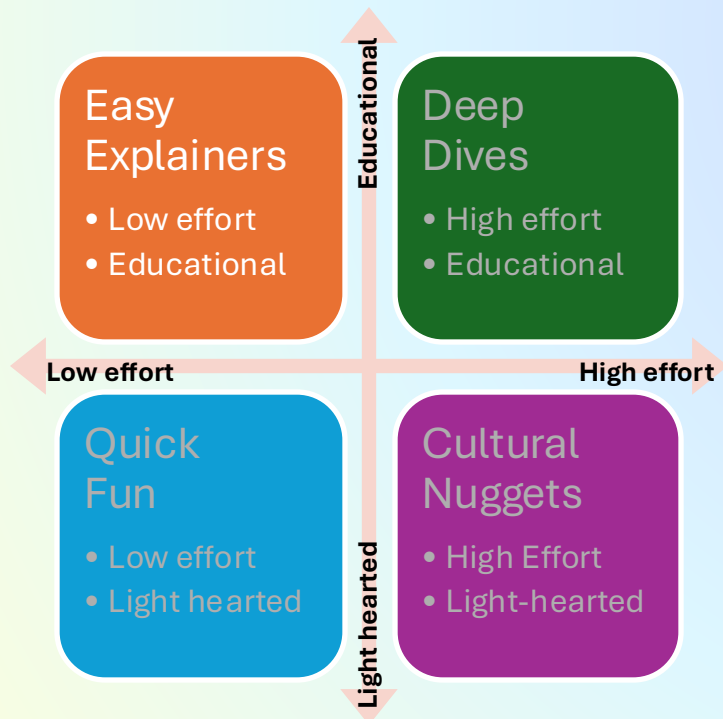 Educational
Easy
Explainers
• Low effort
• Educational
Deep
Dives
• High effort
• Educational
Low effort
High effort
Quick
Fun
• Low effort
• Light hearted
Cultural
Nuggets
• High Effort
• Light-hearted
Light hearted